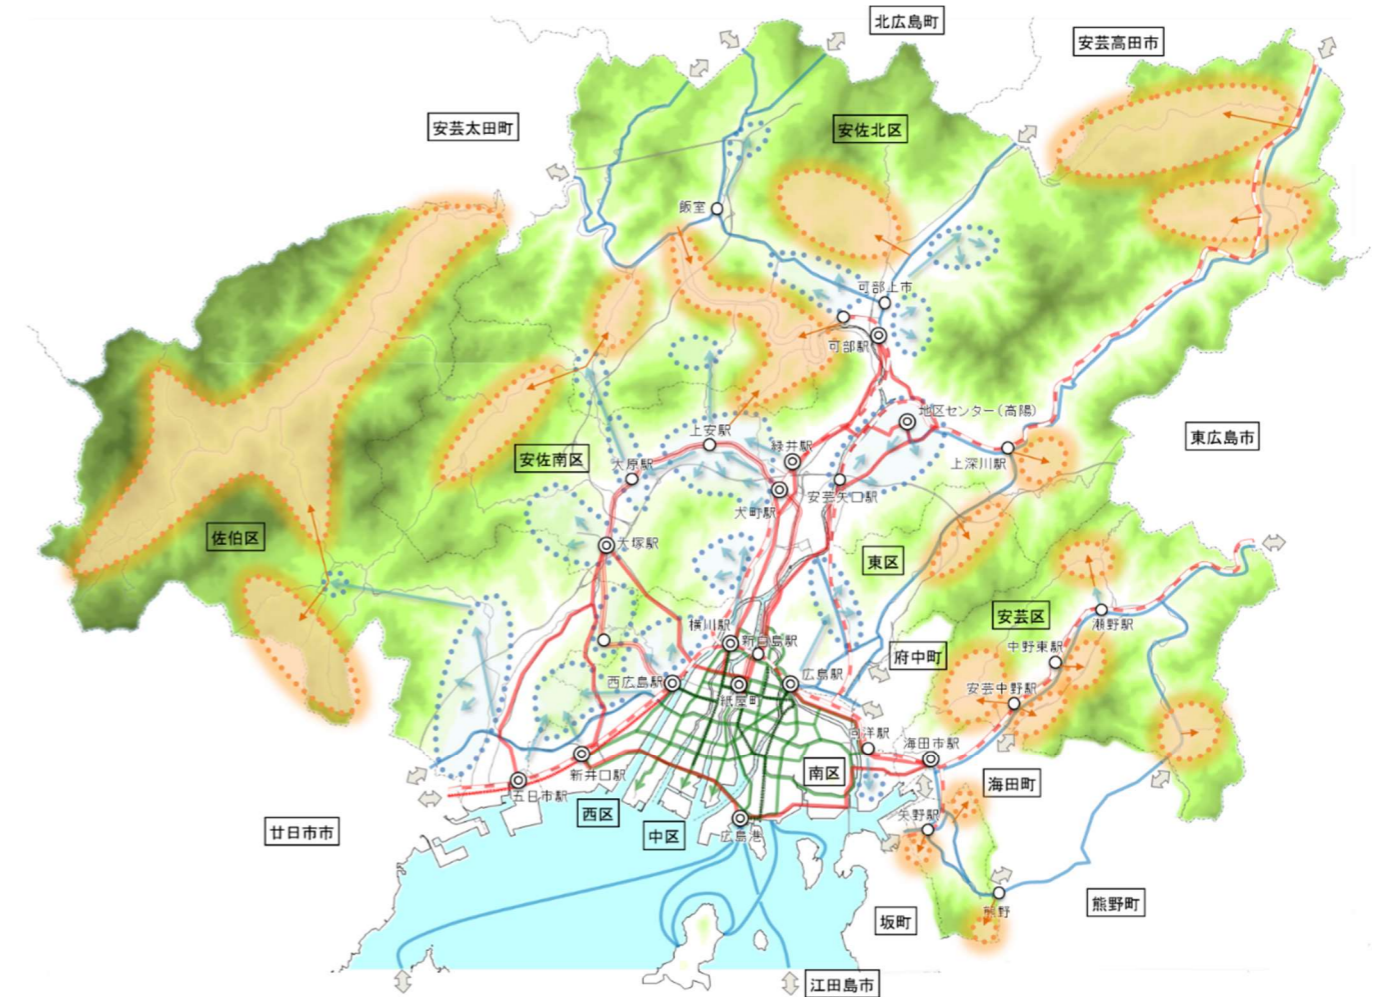 北広島町
安芸高田市
安芸太田町
安佐北区
飯室
可部上市
可部駅
地区センター(高陽)
東広島市
上安駅
緑井駅
上深川駅
安佐南区
大原駅
安芸矢口駅
大町駅
佐伯区
大塚駅
東区
安芸区
瀬野駅
横川駅
新白島駅
府中町
中野東駅
西広島駅
広島駅
紙屋町
安芸中野駅
向洋駅
海田市駅
新井口駅
南区
海田町
五日市駅
西区
矢野駅
廿日市市
中区
広島港
熊野町
熊野
坂町
江田島市